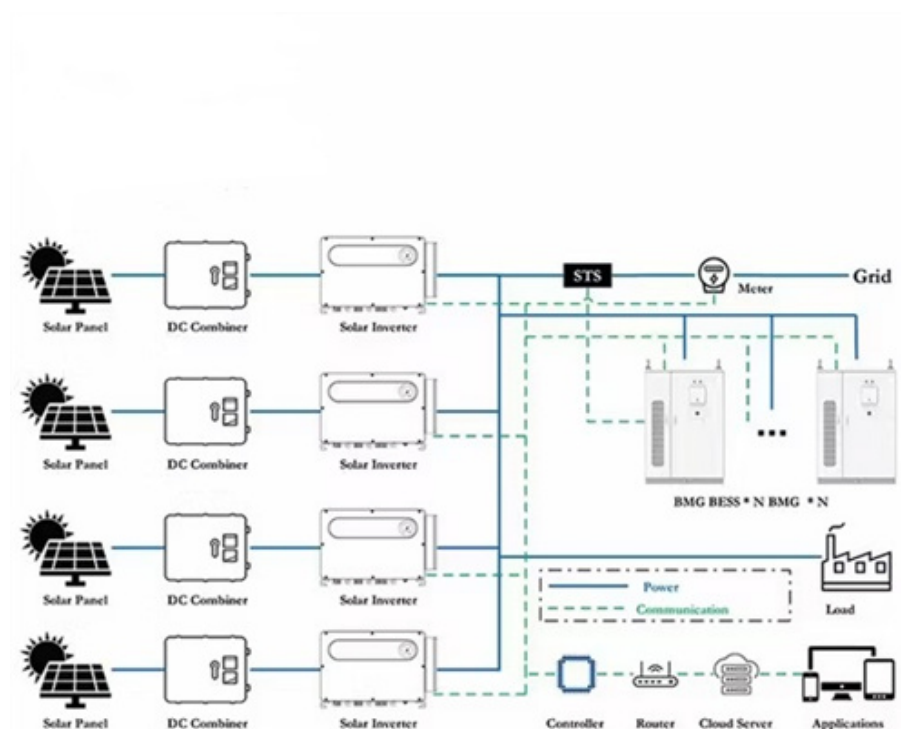 STS
Grid
Meter
Solar Panel DC Combiner Solar Inverter
Solar Panel DC Combiner Solar Inverter
BMG BESS * N BMG * N
Solar Panel DC Combiner Solar Inverter
Power
Communication
Load
Solar Panel DC Combiner Solar Inverter Controller Router Cloud Server Applications